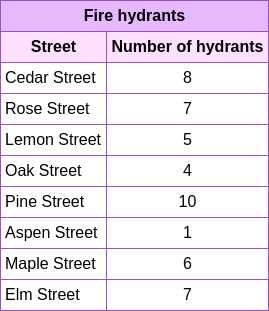 Fire hydrants
Street Number of hydrants
Cedar Street 8
Rose Street 7
Lemon Street 5
Oak Street 4
Pine Street 10
Aspen Street 1
Maple Street 6
Elm Street 7